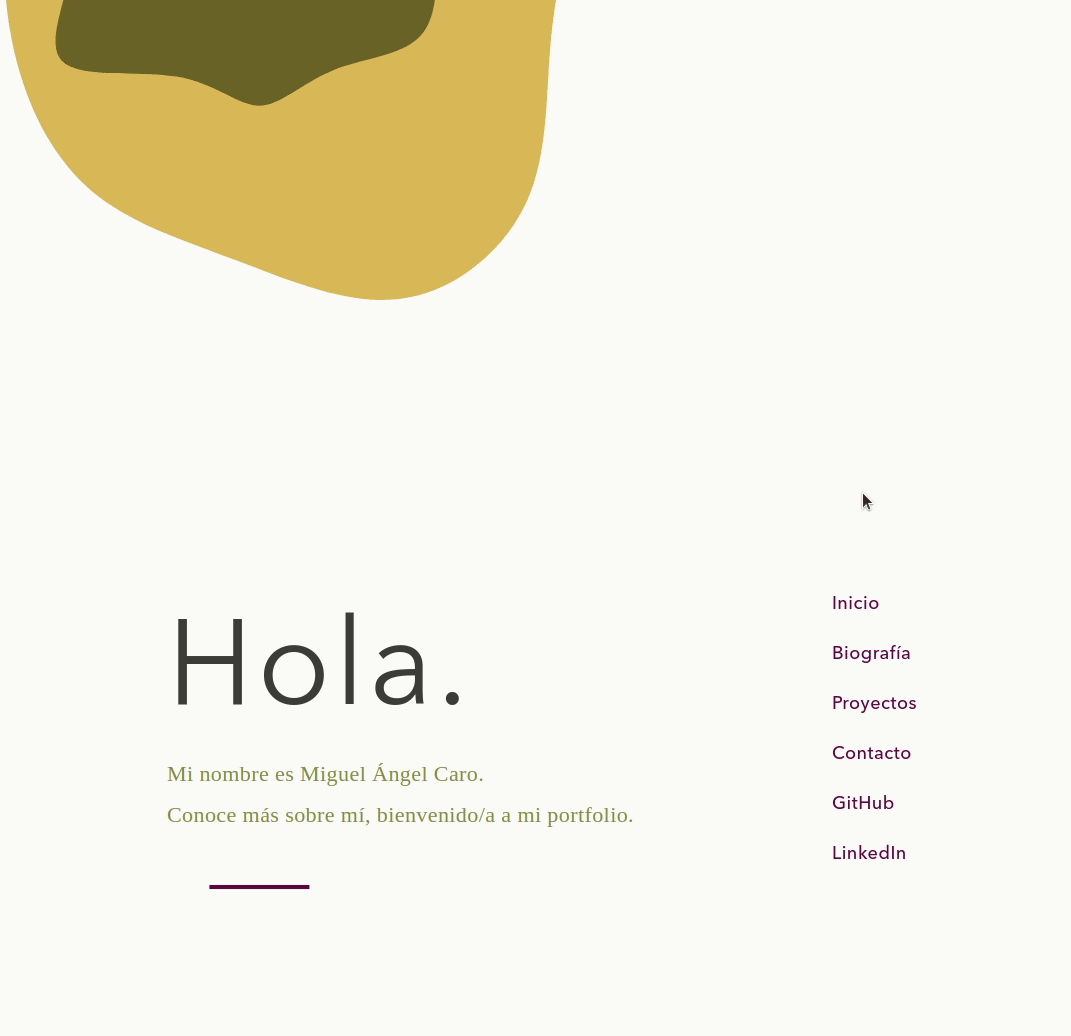 Hola.
Mi nombre es Miguel Ángel Caro.
Conoce más sobre mí, bienvenido/a a mi portfolio.
Inicio
Biografía
Proyectos
Contacto
GitHub
LinkedIn